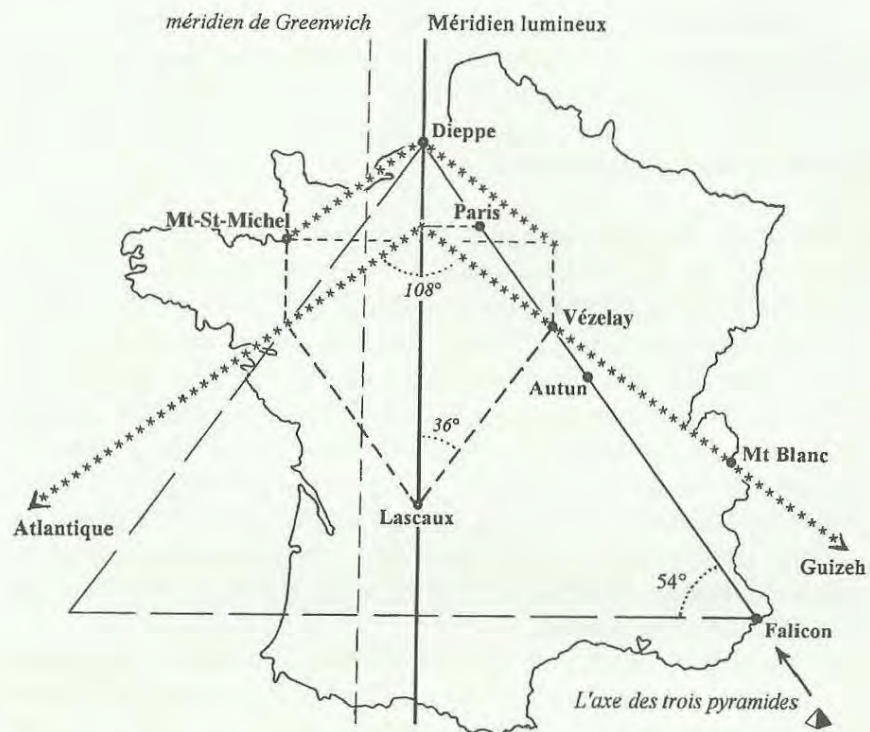 méridien de Greenwich
Méridien lumineux
Dieppe
Paris
Mt-St-Michel
108°
Vézelay
Autun
36°
Mt Blanc
Lascaux
Atlantique
Guizeh
54°
Falicon
L'axe des trois pyramides